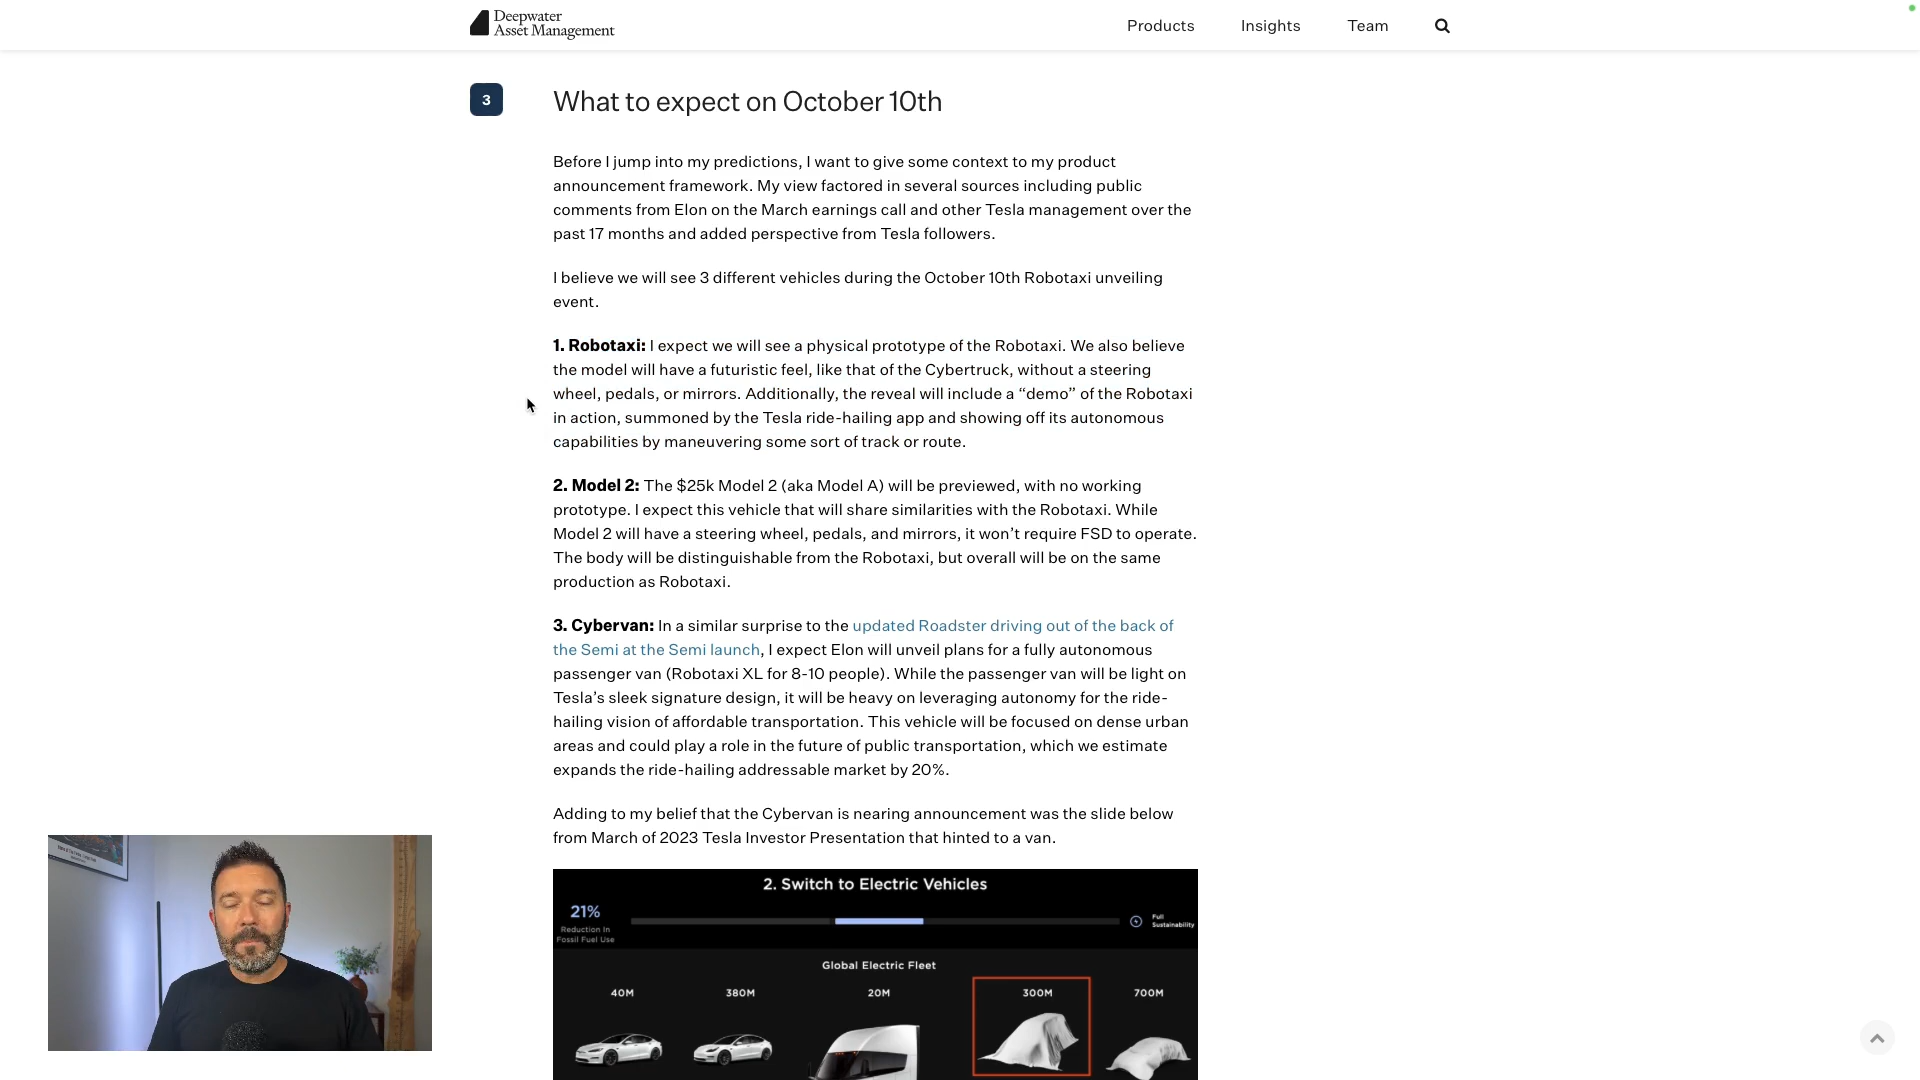 Deepwater
Asset Management
Products
Insights
Team
3
What to expect on October 10th
Before I jump into my predictions, I want to give some context to my product
announcement framework. My view factored in several sources including public
comments from Elon on the March earnings call and other Tesla management over the
past 17 months and added perspective from Tesla followers.
I believe we will see 3 different vehicles during the October 10th Robotaxi unveiling
event.
1. Robotaxi: I expect we will see a physical prototype of the Robotaxi. We also believe
the model will have a futuristic feel, like that of the Cybertruck, without a steering
wheel, pedals, or mirrors. Additionally, the reveal will include a “demo” of the Robotaxi
in action, summoned by the Tesla ride-hailing app and showing off its autonomous
capabilities by maneuvering some sort of track or route.
2. Model 2: The $25k Model 2 (aka Model A) will be previewed, with no working
prototype. I expect this vehicle that will share similarities with the Robotaxi. While
Model 2 will have a steering wheel, pedals, and mirrors, it won’t require FSD to operate.
The body will be distinguishable from the Robotaxi, but overall will be on the same
production as Robotaxi.
3. Cybervan: In a similar surprise to the updated Roadster driving out of the back of
the Semi at the Semi launch, I expect Elon will unveil plans for a fully autonomous
passenger van (Robotaxi XL for 8-10 people). While the passenger van will be light on
Tesla’s sleek signature design, it will be heavy on leveraging autonomy for the ride-
hailing vision of affordable transportation. This vehicle will be focused on dense urban
areas and could play a role in the future of public transportation, which we estimate
expands the ride-hailing addressable market by 20%.
Adding to my belief that the Cybervan is nearing announcement was the slide below
from March of 2023 Tesla Investor Presentation that hinted to a van.
2. Switch to Electric Vehicles
21%
Reduction In
Fossil Fuel Use
Full
Sustainability
Global Electric Fleet
40M
380M
20M
300M
700M